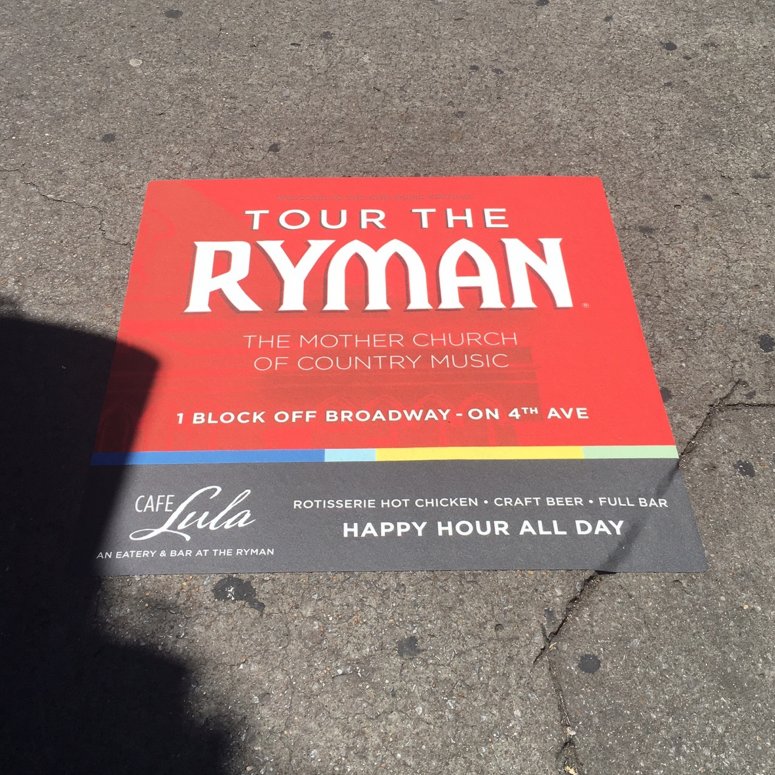 TOUR THE
RYMAN
THE MOTHER CHURCH
OF COUNTRY MUSIC
1 BLOCK OFF BROADWAY - ON 4TH AVE
CAFE Lula
AN EATERY & BAR AT THE RYMAN
ROTISSERIE HOT CHICKEN • CRAFT BEER • FULL BAR
HAPPY HOUR ALL DAY